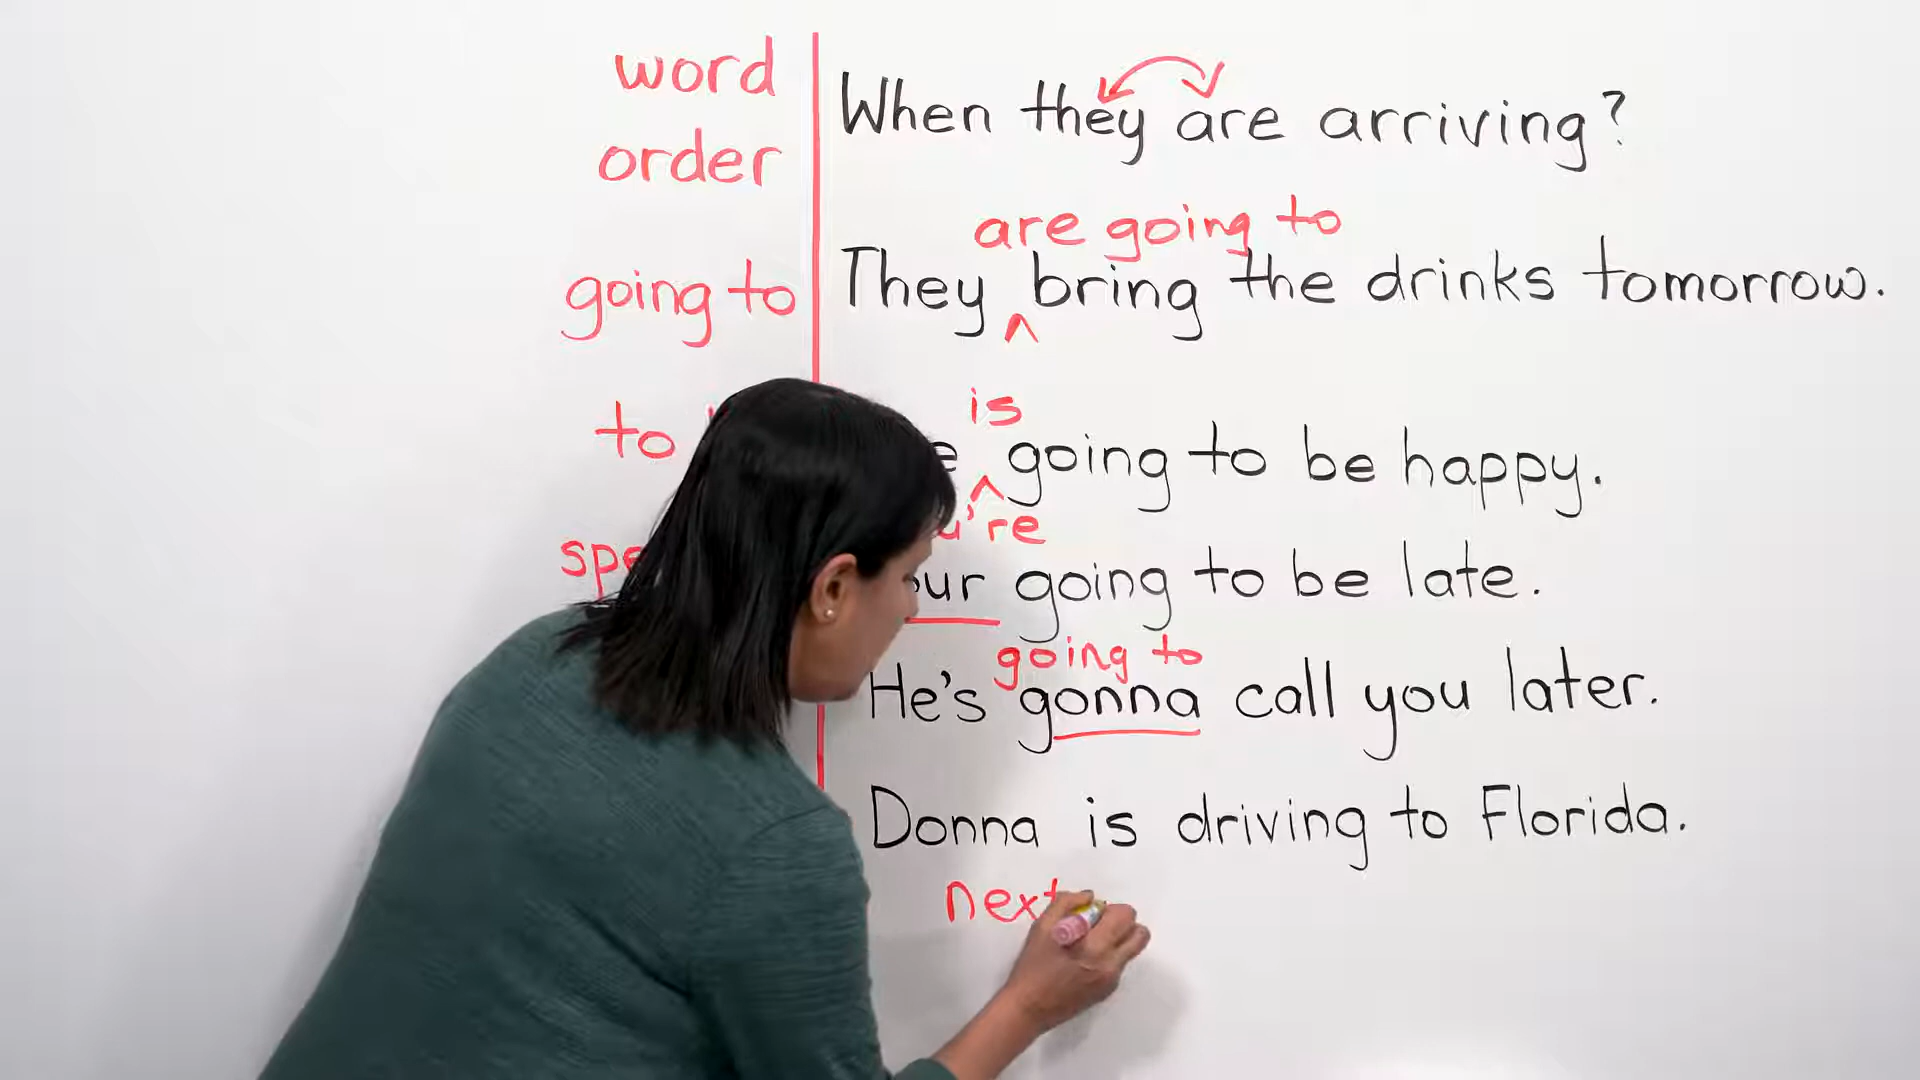 word
order
When they are arriving?
are going to
going to
They bring the drinks tomorrow.
is
to
going to be happy.
're
going to be late.
going to
He's gonna call you later.
Donna is driving to Florida.
next